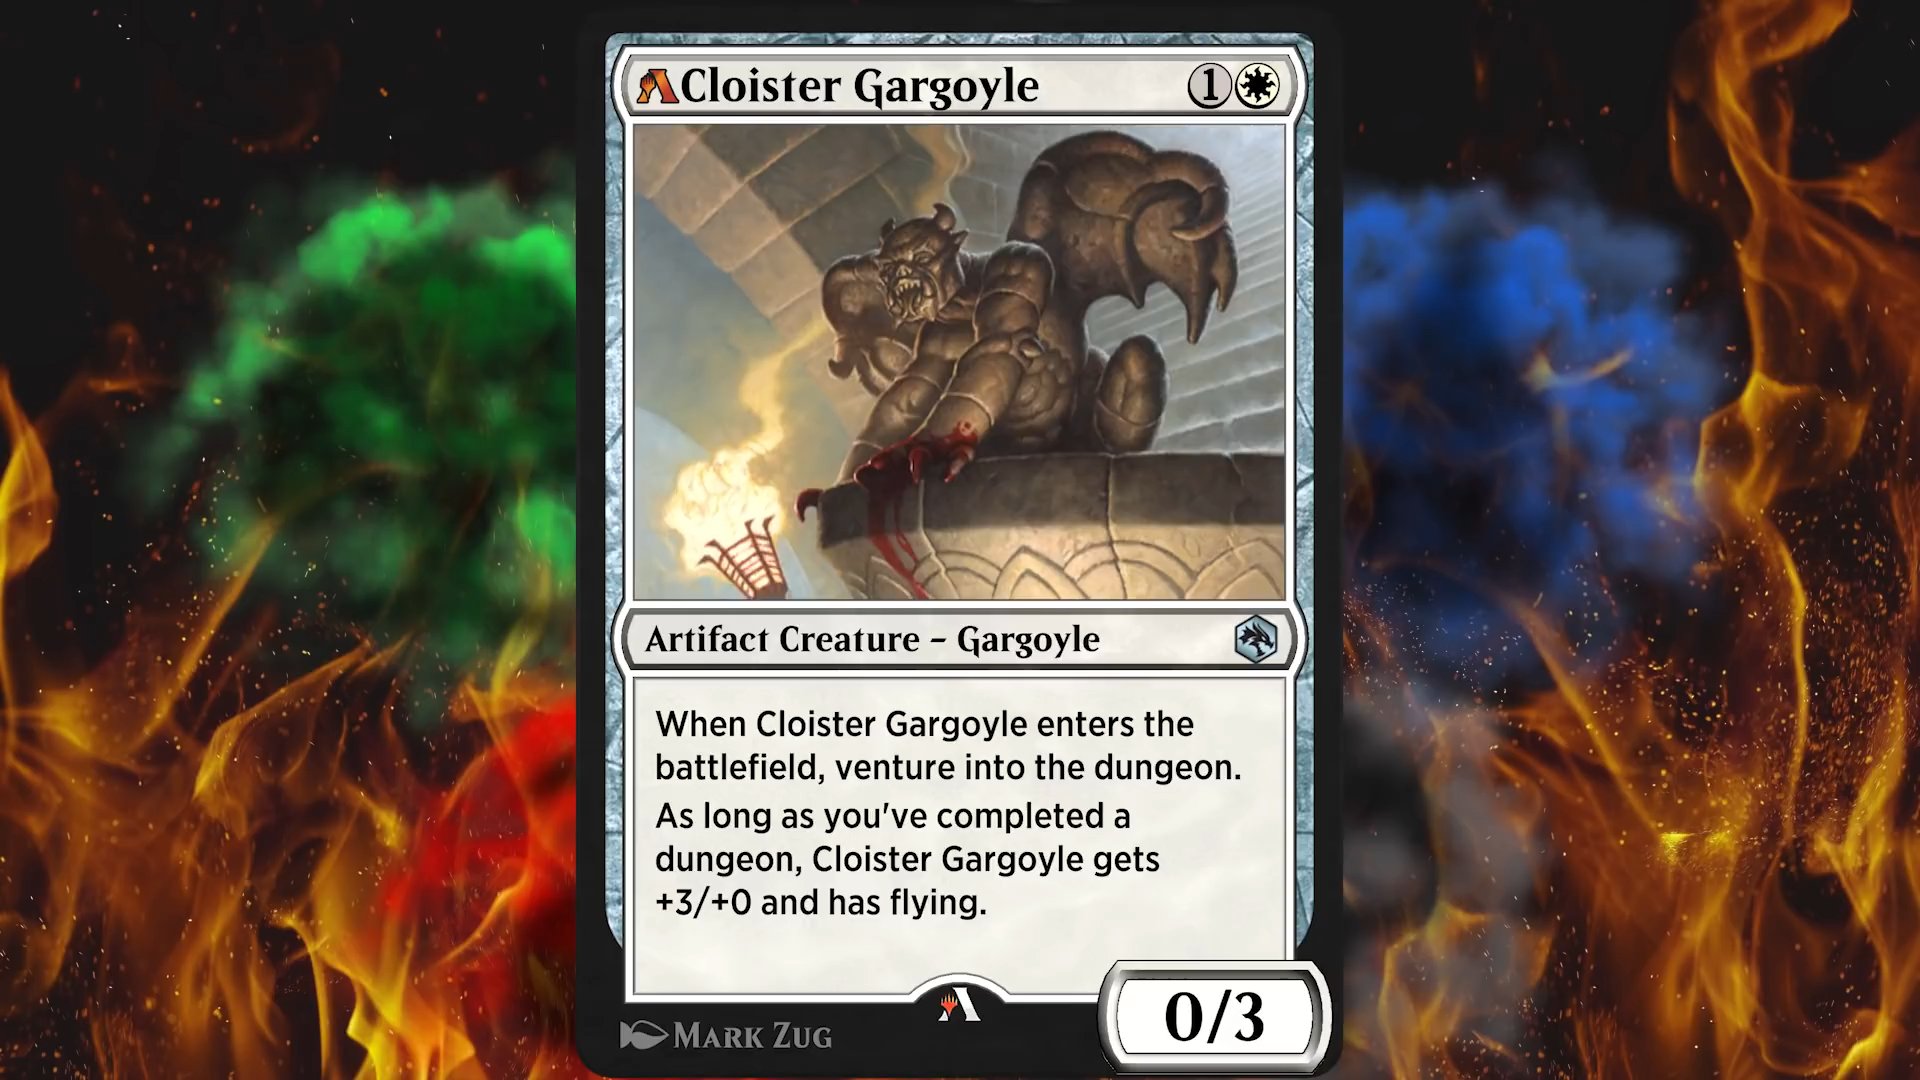 Cloister Gargoyle 1
Artifact Creature – Gargoyle
When Cloister Gargoyle enters the
battlefield, venture into the dungeon.
As long as you've completed a
dungeon, Cloister Gargoyle gets
+3/+0 and has flying.
0/3
Mark Zug